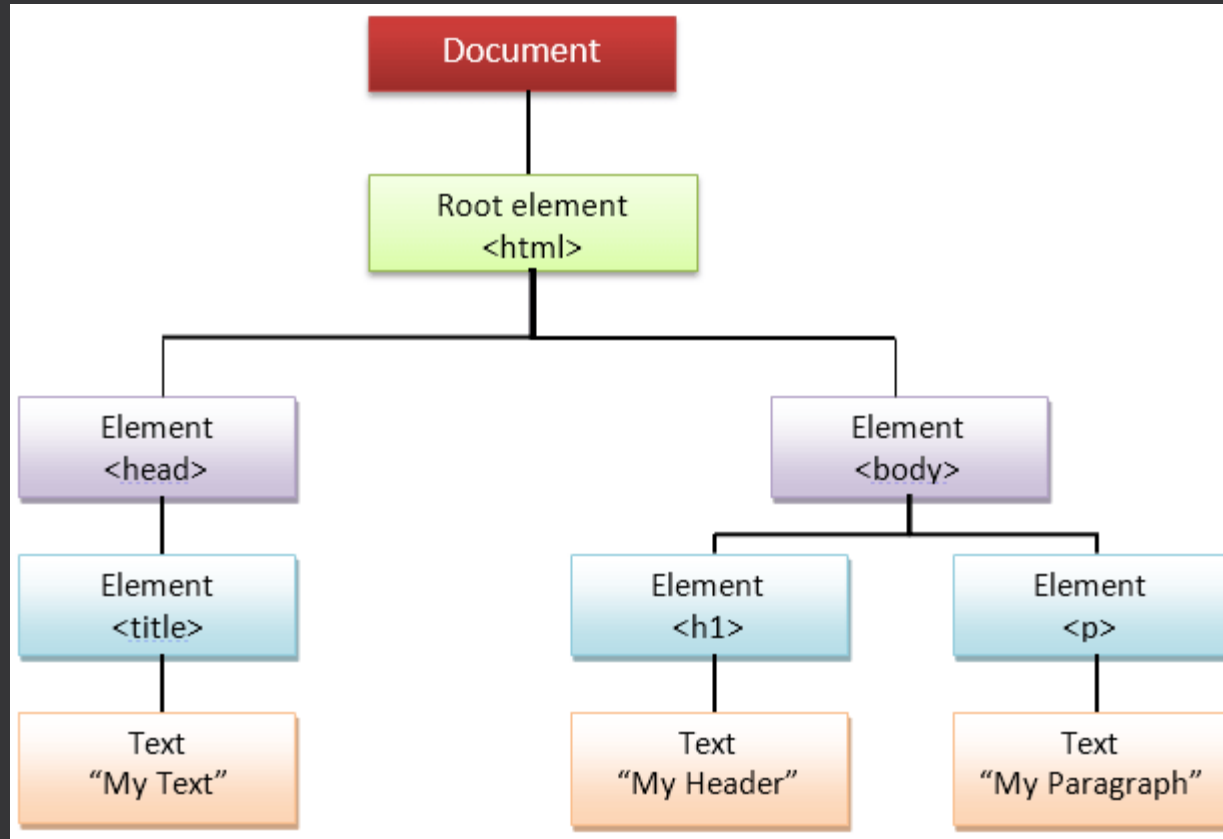 Document
Root element
<html>
Element
<head>
Element
<body>
Element
<title>
Element
<h1>
Element
<p>
Text
“My Text”
Text
“My Header”
Text
“My Paragraph”